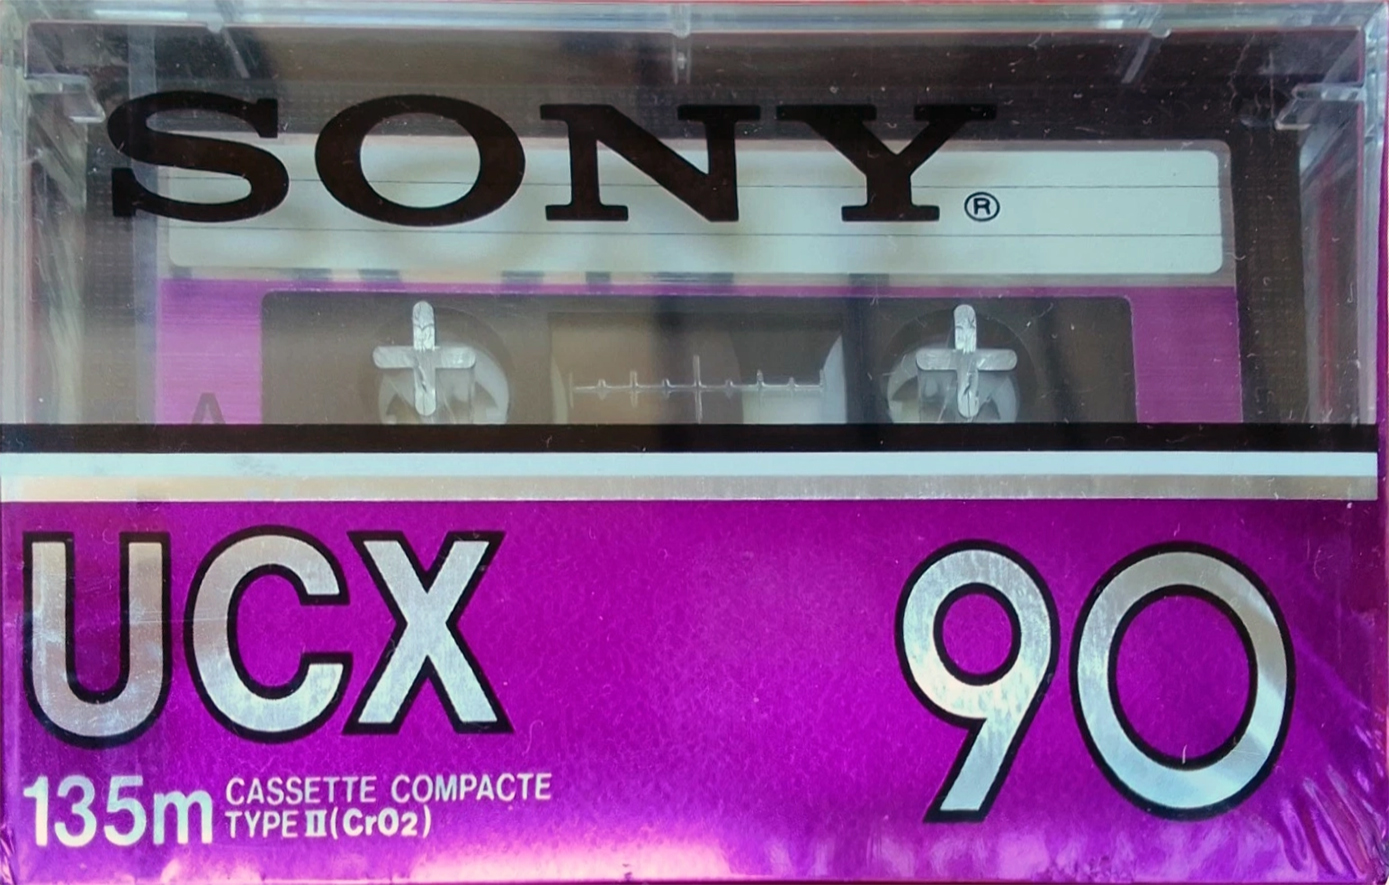 SONY®
A
UCX 90
135m CASSETTE COMPACTE
TYPE II (CrO2)